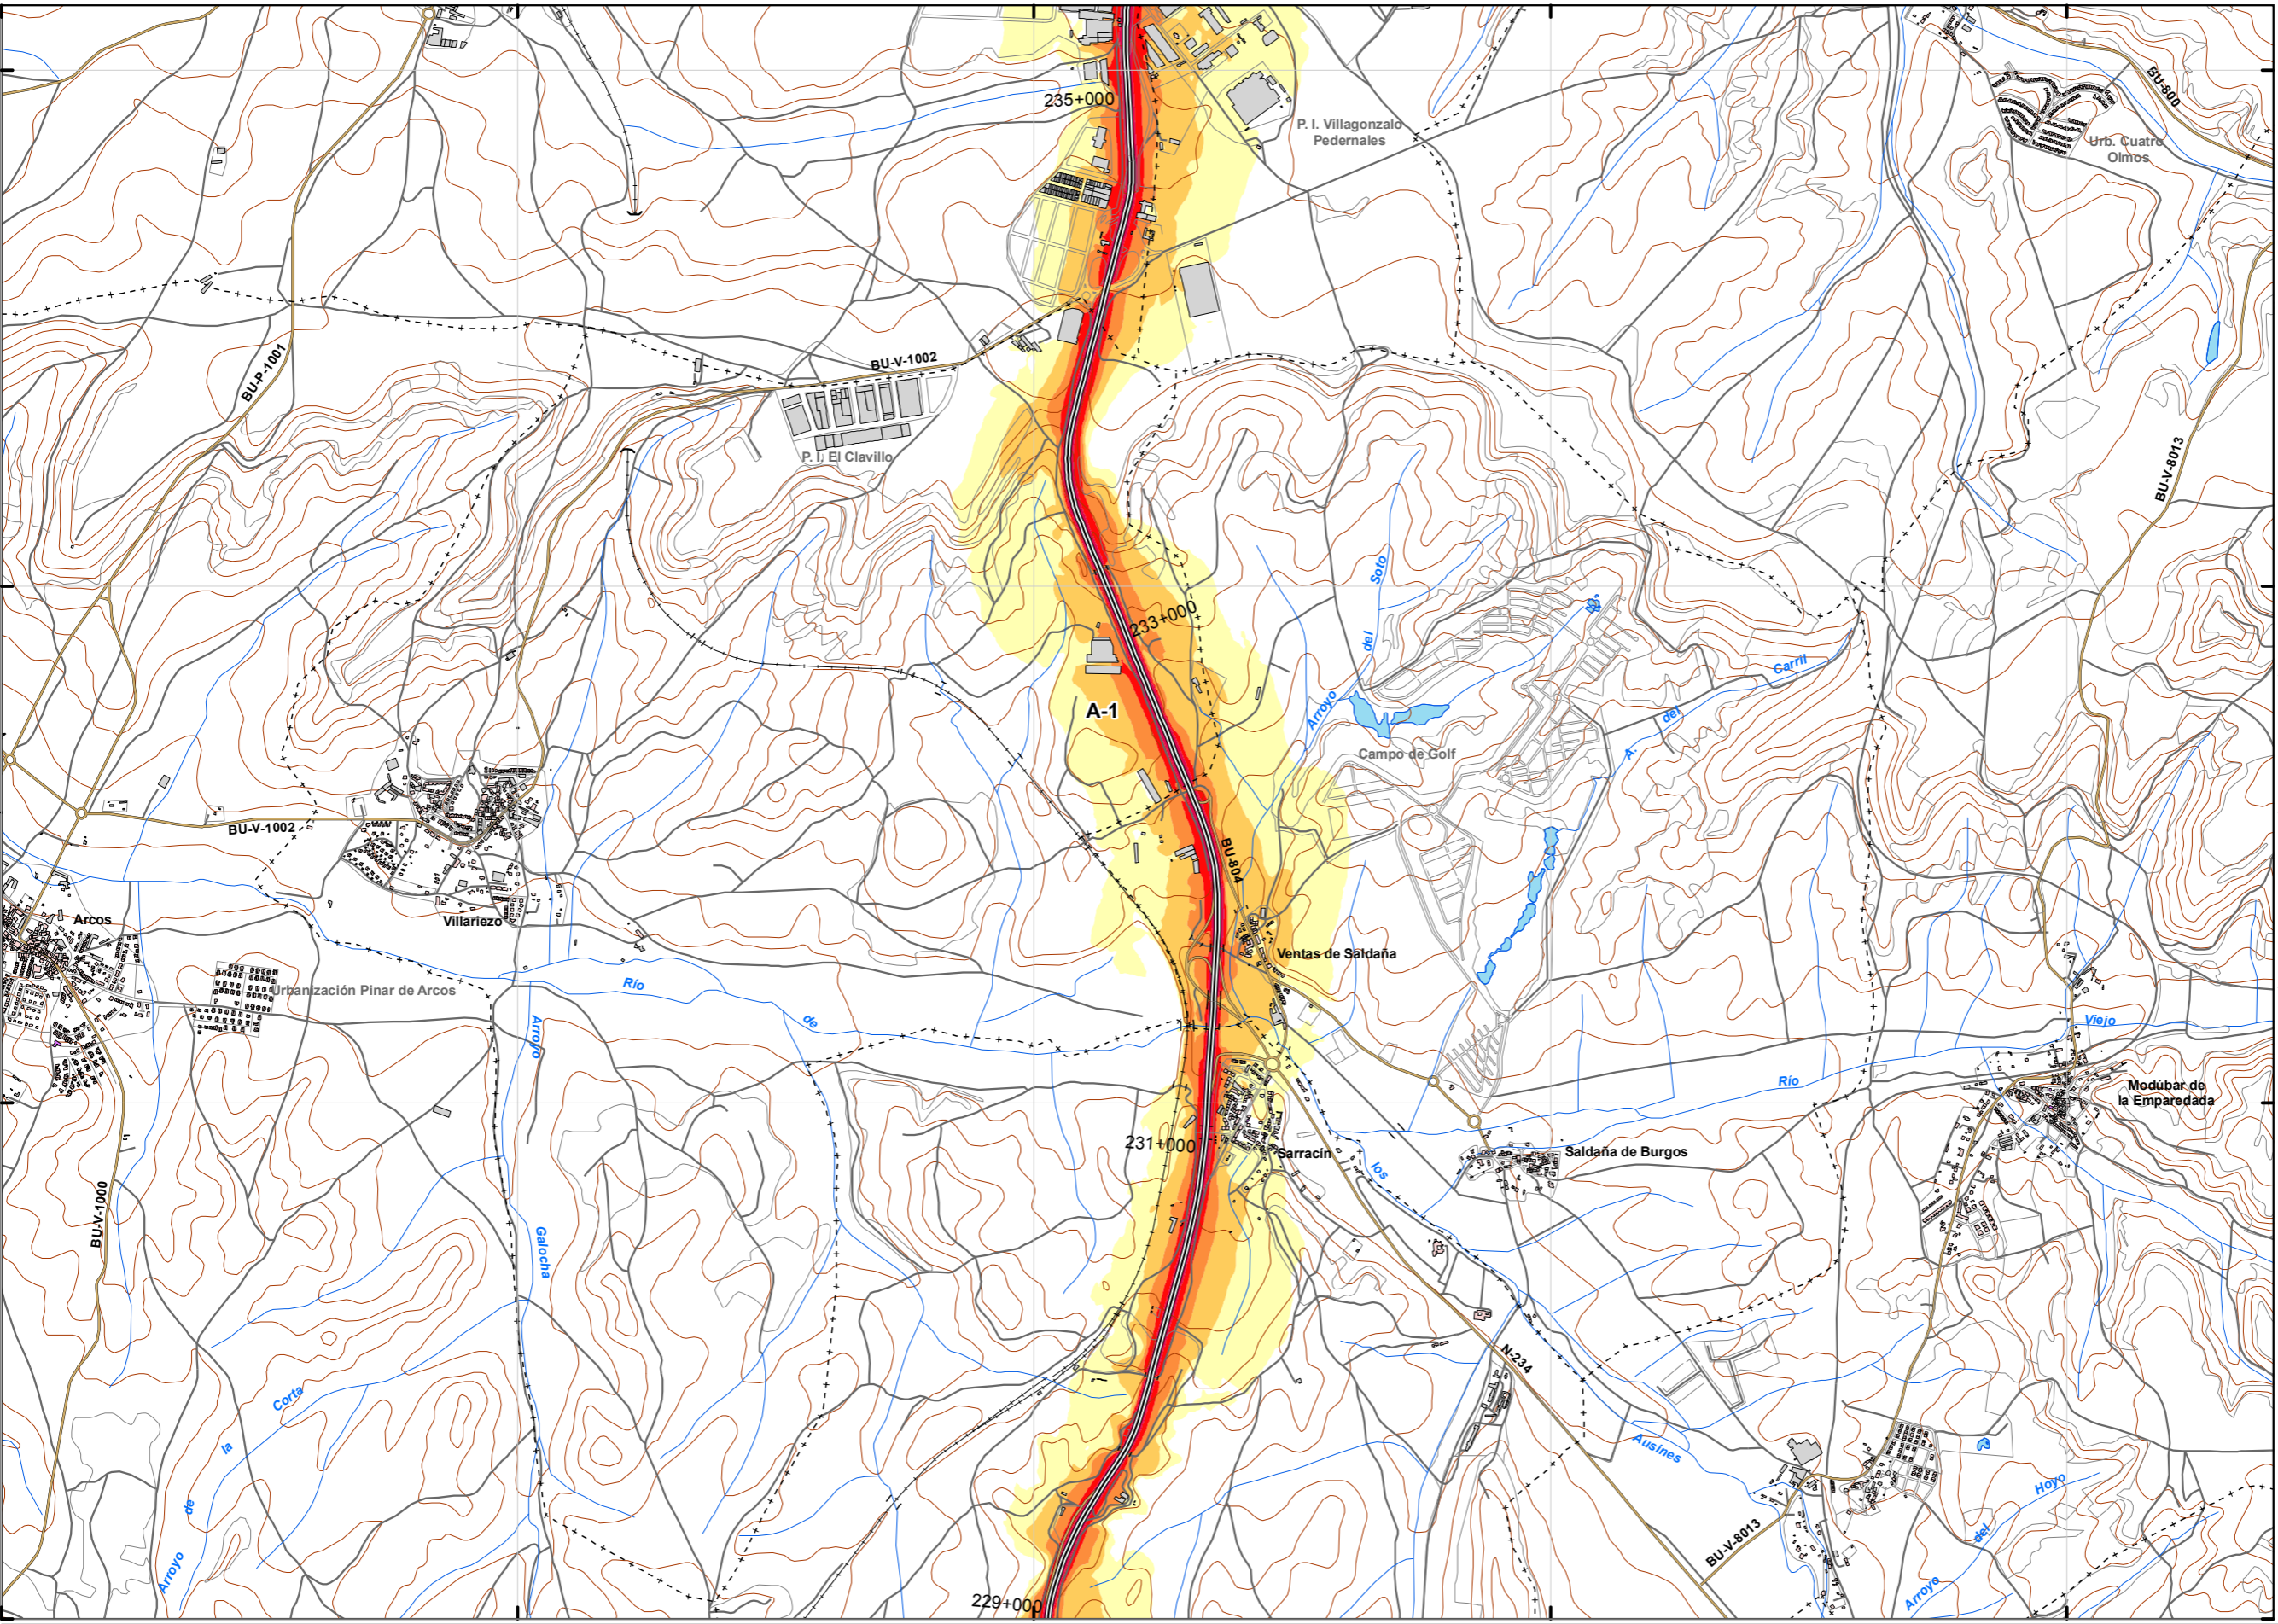 235+000
P. I. Villagonzalo
Pedernales
BU-800
Urb. Cuatro
Olmos
BU-P-1001
BU-V-1002
P. I. El Clavillo
BU-V-8013
Soto
del
Arroyo
233+000
Carril
del
A.
A-1
Campo de Golf
BU-V-1002
BU-804
Arcos
Villariezo
Ventas de Saldaña
Urbanización Pinar de Arcos
Río
de
Arroyo
Viejo
Río
Modúbar de
la Emparedada
231+000
Sarracín
los
Saldaña de Burgos
BU-V-1000
Galocha
N-234
Corta
la
de
Arroyo
Ausines
Hoyo
del
Arroyo
BU-V-8013
229+000